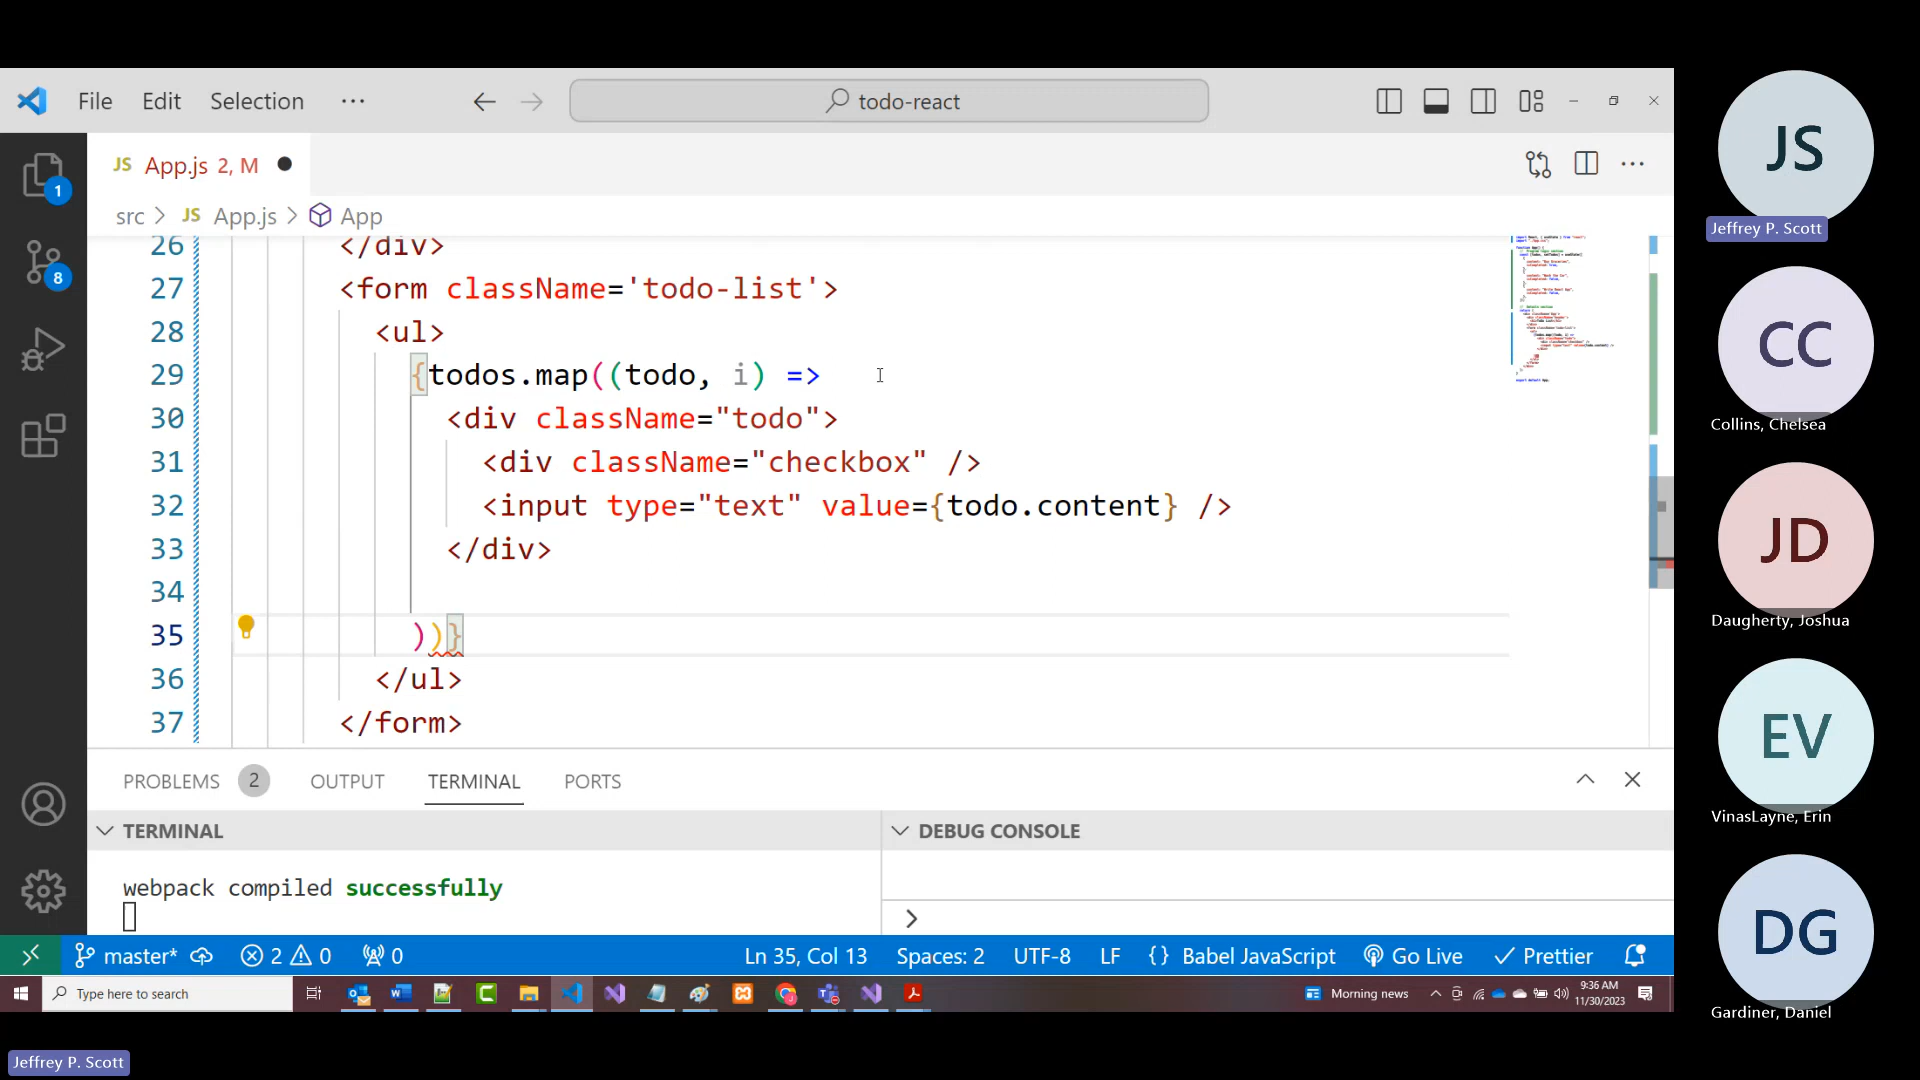 File Edit Selection ··· todo-react
JS App.js 2, M
src > JS App.js > App
26 </div>
27 <form className='todo-list'>
28 <ul>
29 {todos.map((todo, i) =>
30 <div className="todo">
31 <div className="checkbox" />
32 <input type="text" value={todo.content} />
33 </div>
34
35 ))}
36 </ul>
37 </form>
1
8
PROBLEMS 2 OUTPUT TERMINAL PORTS
TERMINAL
DEBUG CONSOLE
webpack compiled successfully
>
master* 2 0 0 Ln 35, Col 13 Spaces: 2 UTF-8 LF {} Babel JavaScript Go Live Prettier
Type here to search
Morning news
9:36 AM
11/30/2023
JS
Jeffrey P. Scott
CC
Collins, Chelsea
JD
Daugherty, Joshua
EV
VinasLayne, Erin
DG
Gardiner, Daniel
Jeffrey P. Scott